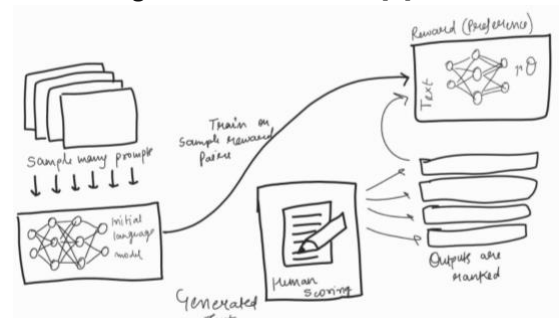 Reward (Preference)
Text
↑θ
Train on
Sample reward
Pairs
Sample many prompts
initial
language
model
Human
Scoring
Outputs are
ranked
Generated